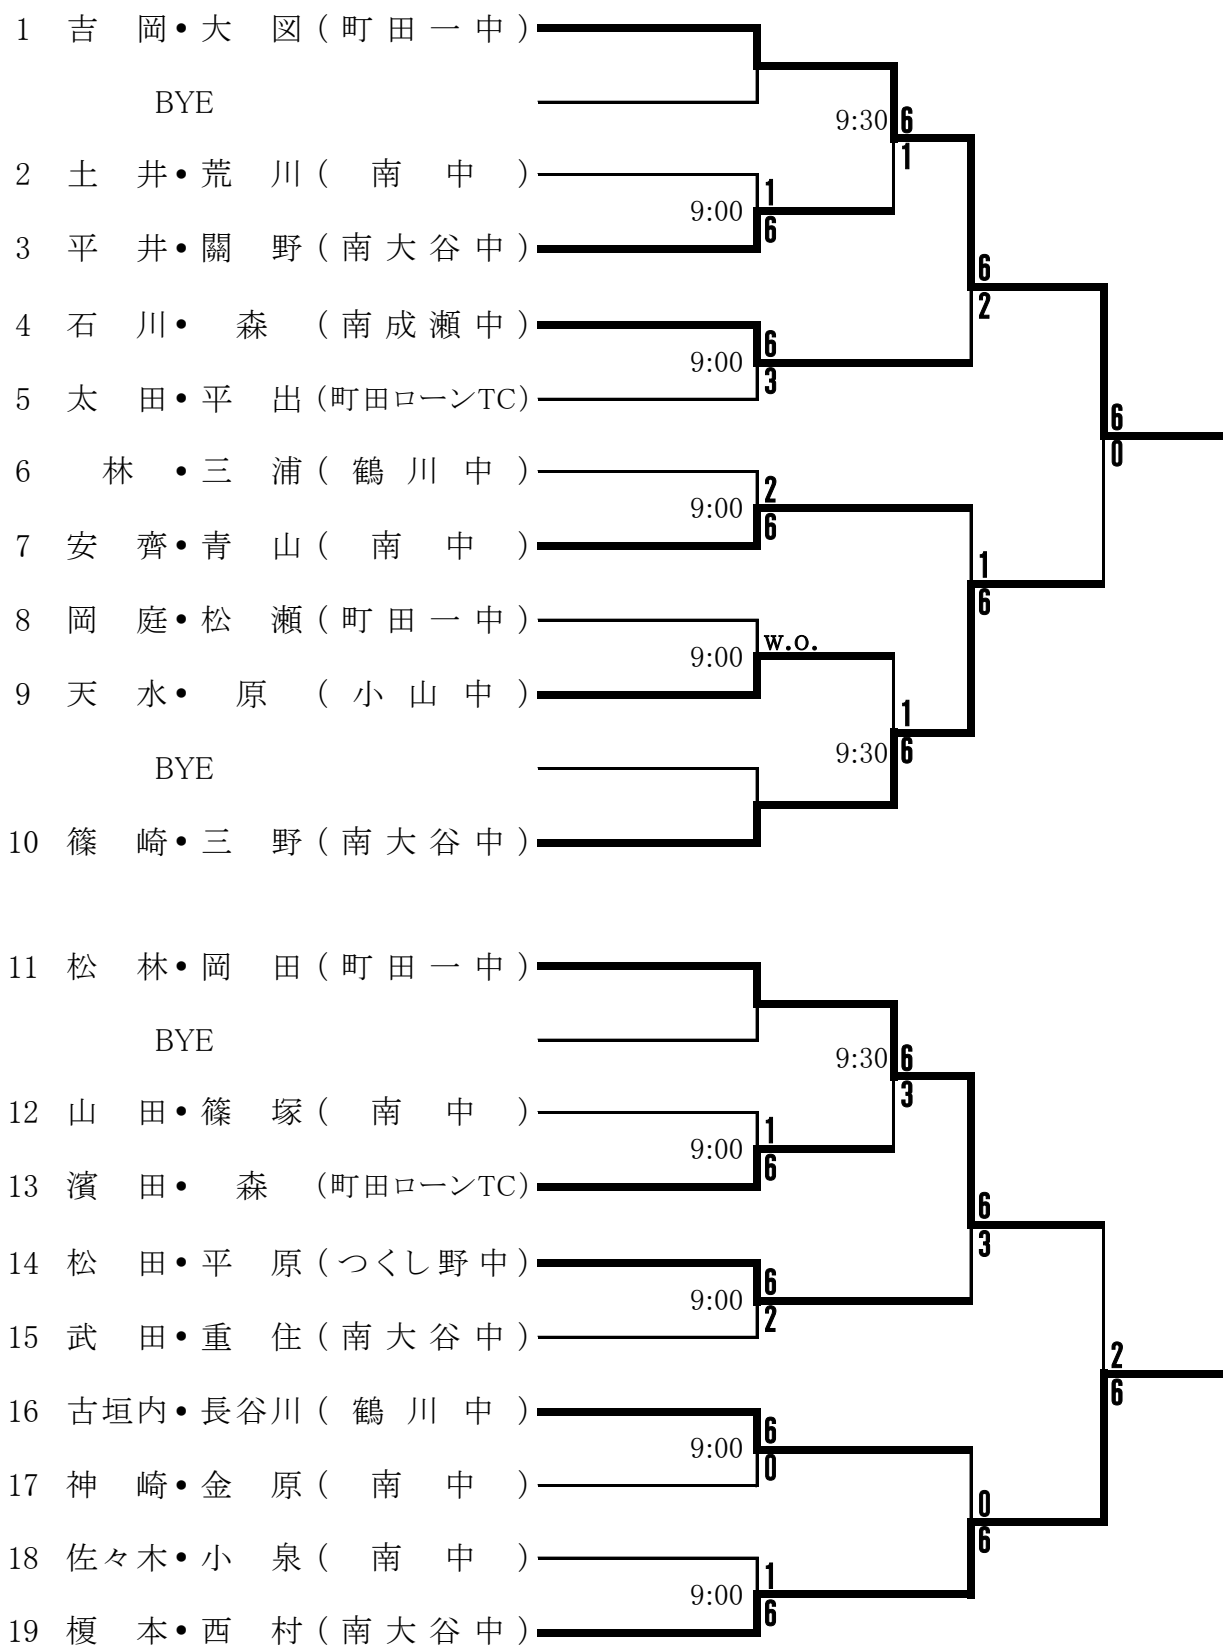 1 吉 岡・大 図 ( 町 田 一 中 )
BYE
9:30 6
1
2 土 井・荒 川 ( 南 中 )
1
9:00
6
3 平 井・關 野 ( 南 大 谷 中 )
6
2
4 石 川・ 森 ( 南 成 瀬 中 )
6
9:00
3
5 太 田・平 出 (町田ローンTC)
6
0
6 林 ・三 浦 ( 鶴 川 中 )
2
9:00
6
7 安 齊・青 山 ( 南 中 )
1
6
8 岡 庭・松 瀬 ( 町 田 一 中 )
w.o.
9:00
9 天 水・ 原 ( 小 山 中 )
1
9:30 6
BYE
10 篠 崎・三 野 ( 南 大 谷 中 )
11 松 林・岡 田 ( 町 田 一 中 )
BYE
9:30 6
3
12 山 田・篠 塚 ( 南 中 )
1
9:00
6
13 濱 田・ 森 (町田ローンTC)
6
3
14 松 田・平 原 ( つくし野中 )
6
9:00
2
15 武 田・重 住 ( 南 大 谷 中 )
2
6
16 古垣内・長谷川 ( 鶴 川 中 )
6
9:00
0
17 神 崎・金 原 ( 南 中 )
0
6
18 佐々木・小 泉 ( 南 中 )
1
9:00
6
19 榎 本・西 村 ( 南 大 谷 中 )